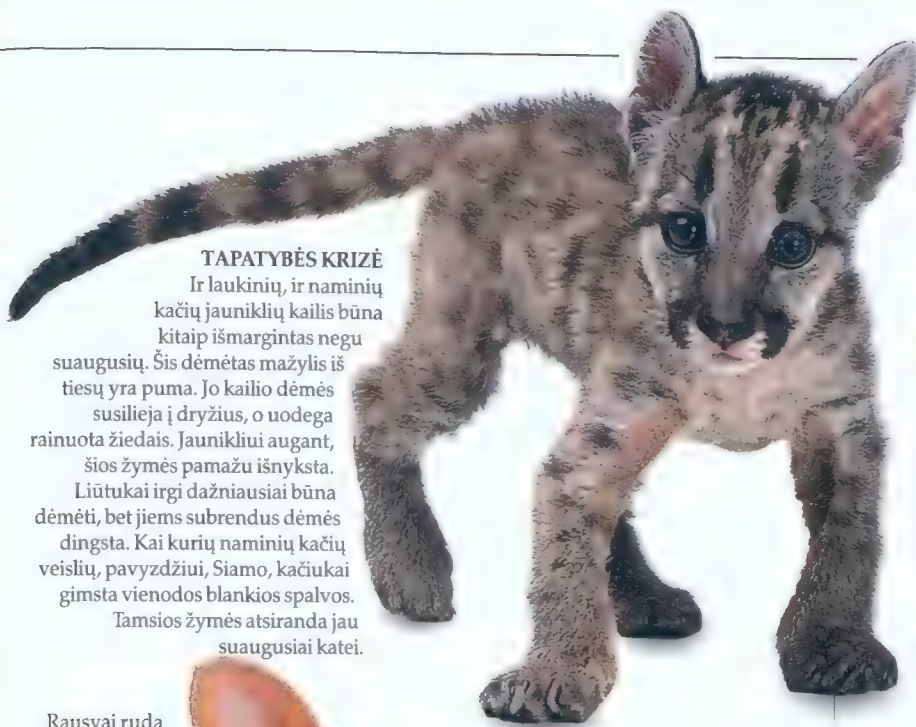 TAPATYBĖS KRIZĖ
Ir laukinių, ir naminių
kačių jauniklių kailis būna
kitaip išmargintas negu
suaugusių. Šis dėmėtas mažylis iš
tiesų yra puma. Jo kailio dėmės
susilieja į dryžius, o uodega
rainuota žiedais. Jaunikliui augant,
šios žymės pamažu išnyksta.
Liūtukai irgi dažniausiai būna
dėmėti, bet jiems subrendus dėmės
dingsta. Kai kurių naminių kačių
veislių, pavyzdžiui, Siamo, kačiukai
gimsta vienodos blankios spalvos.
Tamsios žymės atsiranda jau
suaugusiai katei.
Rausvai ruda